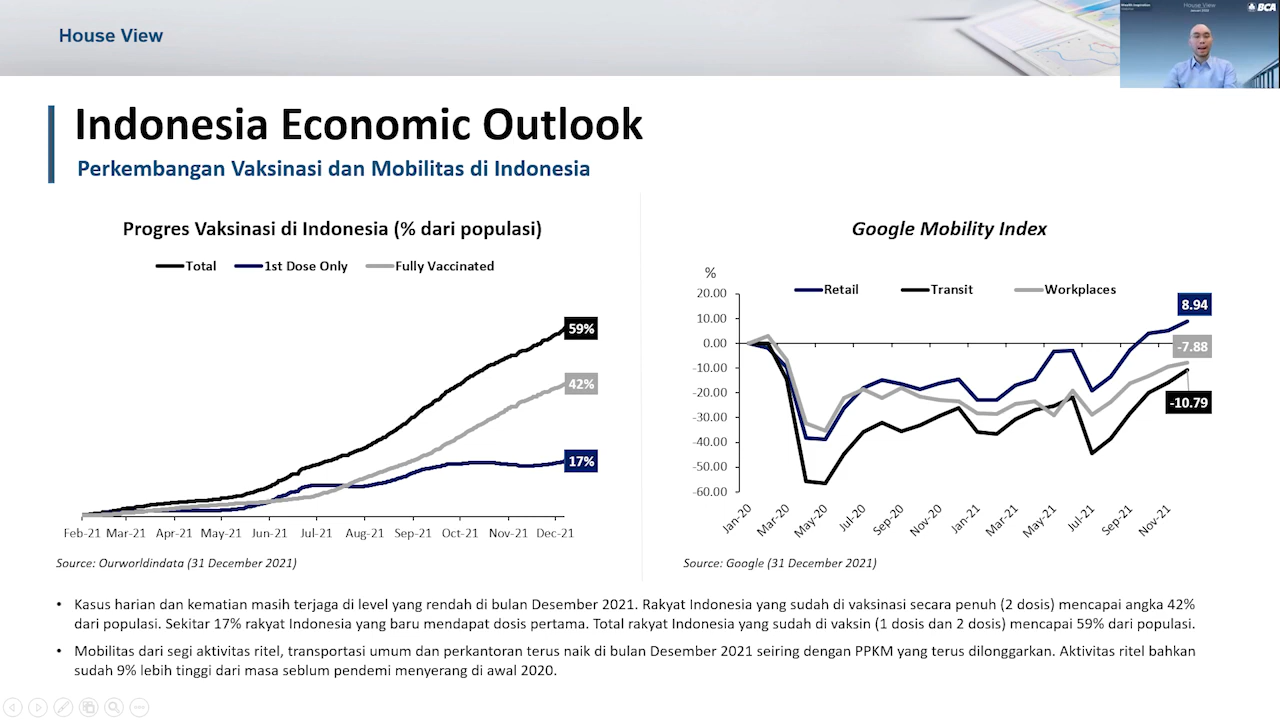 House View
House View
BCA
Indonesia Economic Outlook
Perkembangan Vaksinasi dan Mobilitas di Indonesia
Progres Vaksinasi di Indonesia (% dari populasi)
Total 1st Dose Only Fully Vaccinated
59%
42%
17%
Feb-21 Mar-21 Apr-21 May-21 Jun-21 Jul-21 Aug-21 Sep-21 Oct-21 Nov-21 Dec-21
Source: Ourworldindata (31 December 2021)
Google Mobility Index
%
Retail Transit Workplaces
20.00
10.00
0.00
-10.00
-20.00
-30.00
-40.00
-50.00
-60.00
8.94
-7.88
-10.79
Jan-20 Mar-20 May-20 Jul-20 Sep-20 Nov-20 Jan-21 Mar-21 May-21 Jul-21 Sep-21 Nov-21
Source: Google (31 December 2021)
• Kasus harian dan kematian masih terjaga di level yang rendah di bulan Desember 2021. Rakyat Indonesia yang sudah di vaksinasi secara penuh (2 dosis) mencapai angka 42%
dari populasi. Sekitar 17% rakyat Indonesia yang baru mendapat dosis pertama. Total rakyat Indonesia yang sudah di vaksin (1 dosis dan 2 dosis) mencapai 59% dari populasi.
• Mobilitas dari segi aktivitas ritel, transportasi umum dan perkantoran terus naik di bulan Desember 2021 seiring dengan PPKM yang terus dilonggarkan. Aktivitas ritel bahkan
sudah 9% lebih tinggi dari masa seblum pendemi menyerang di awal 2020.